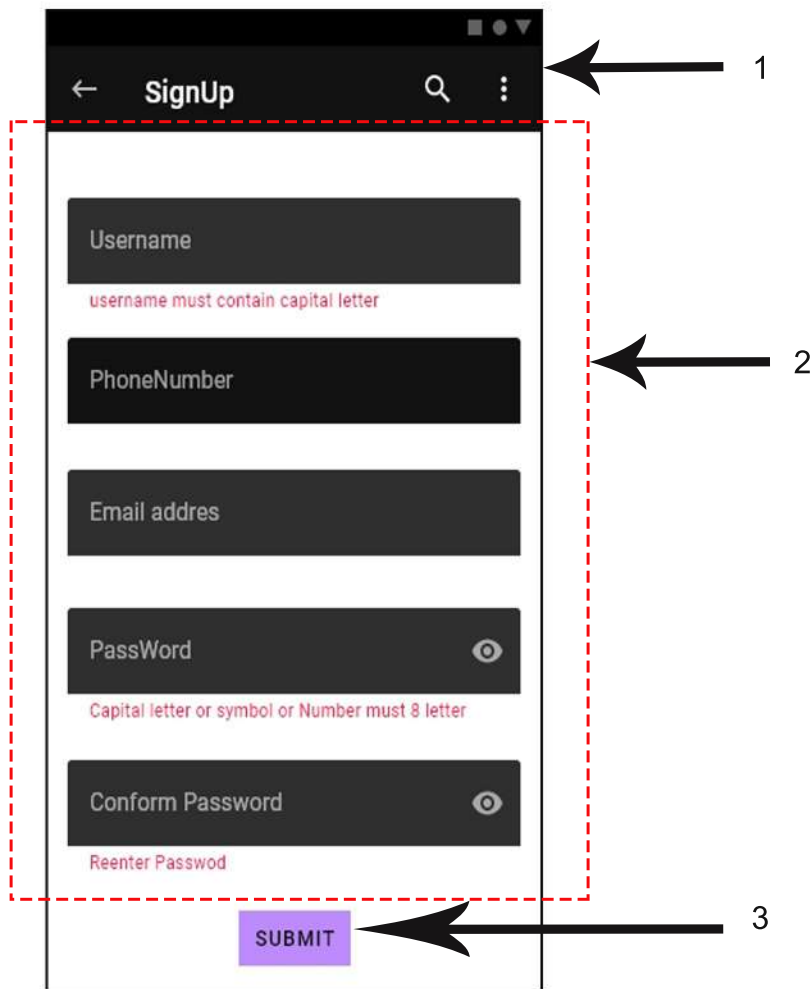 SignUp
1
Username
username must contain capital letter
PhoneNumber
2
Email addres
PassWord
Capital letter or symbol or Number must 8 letter
Conform Password
Reenter Passwod
SUBMIT
3